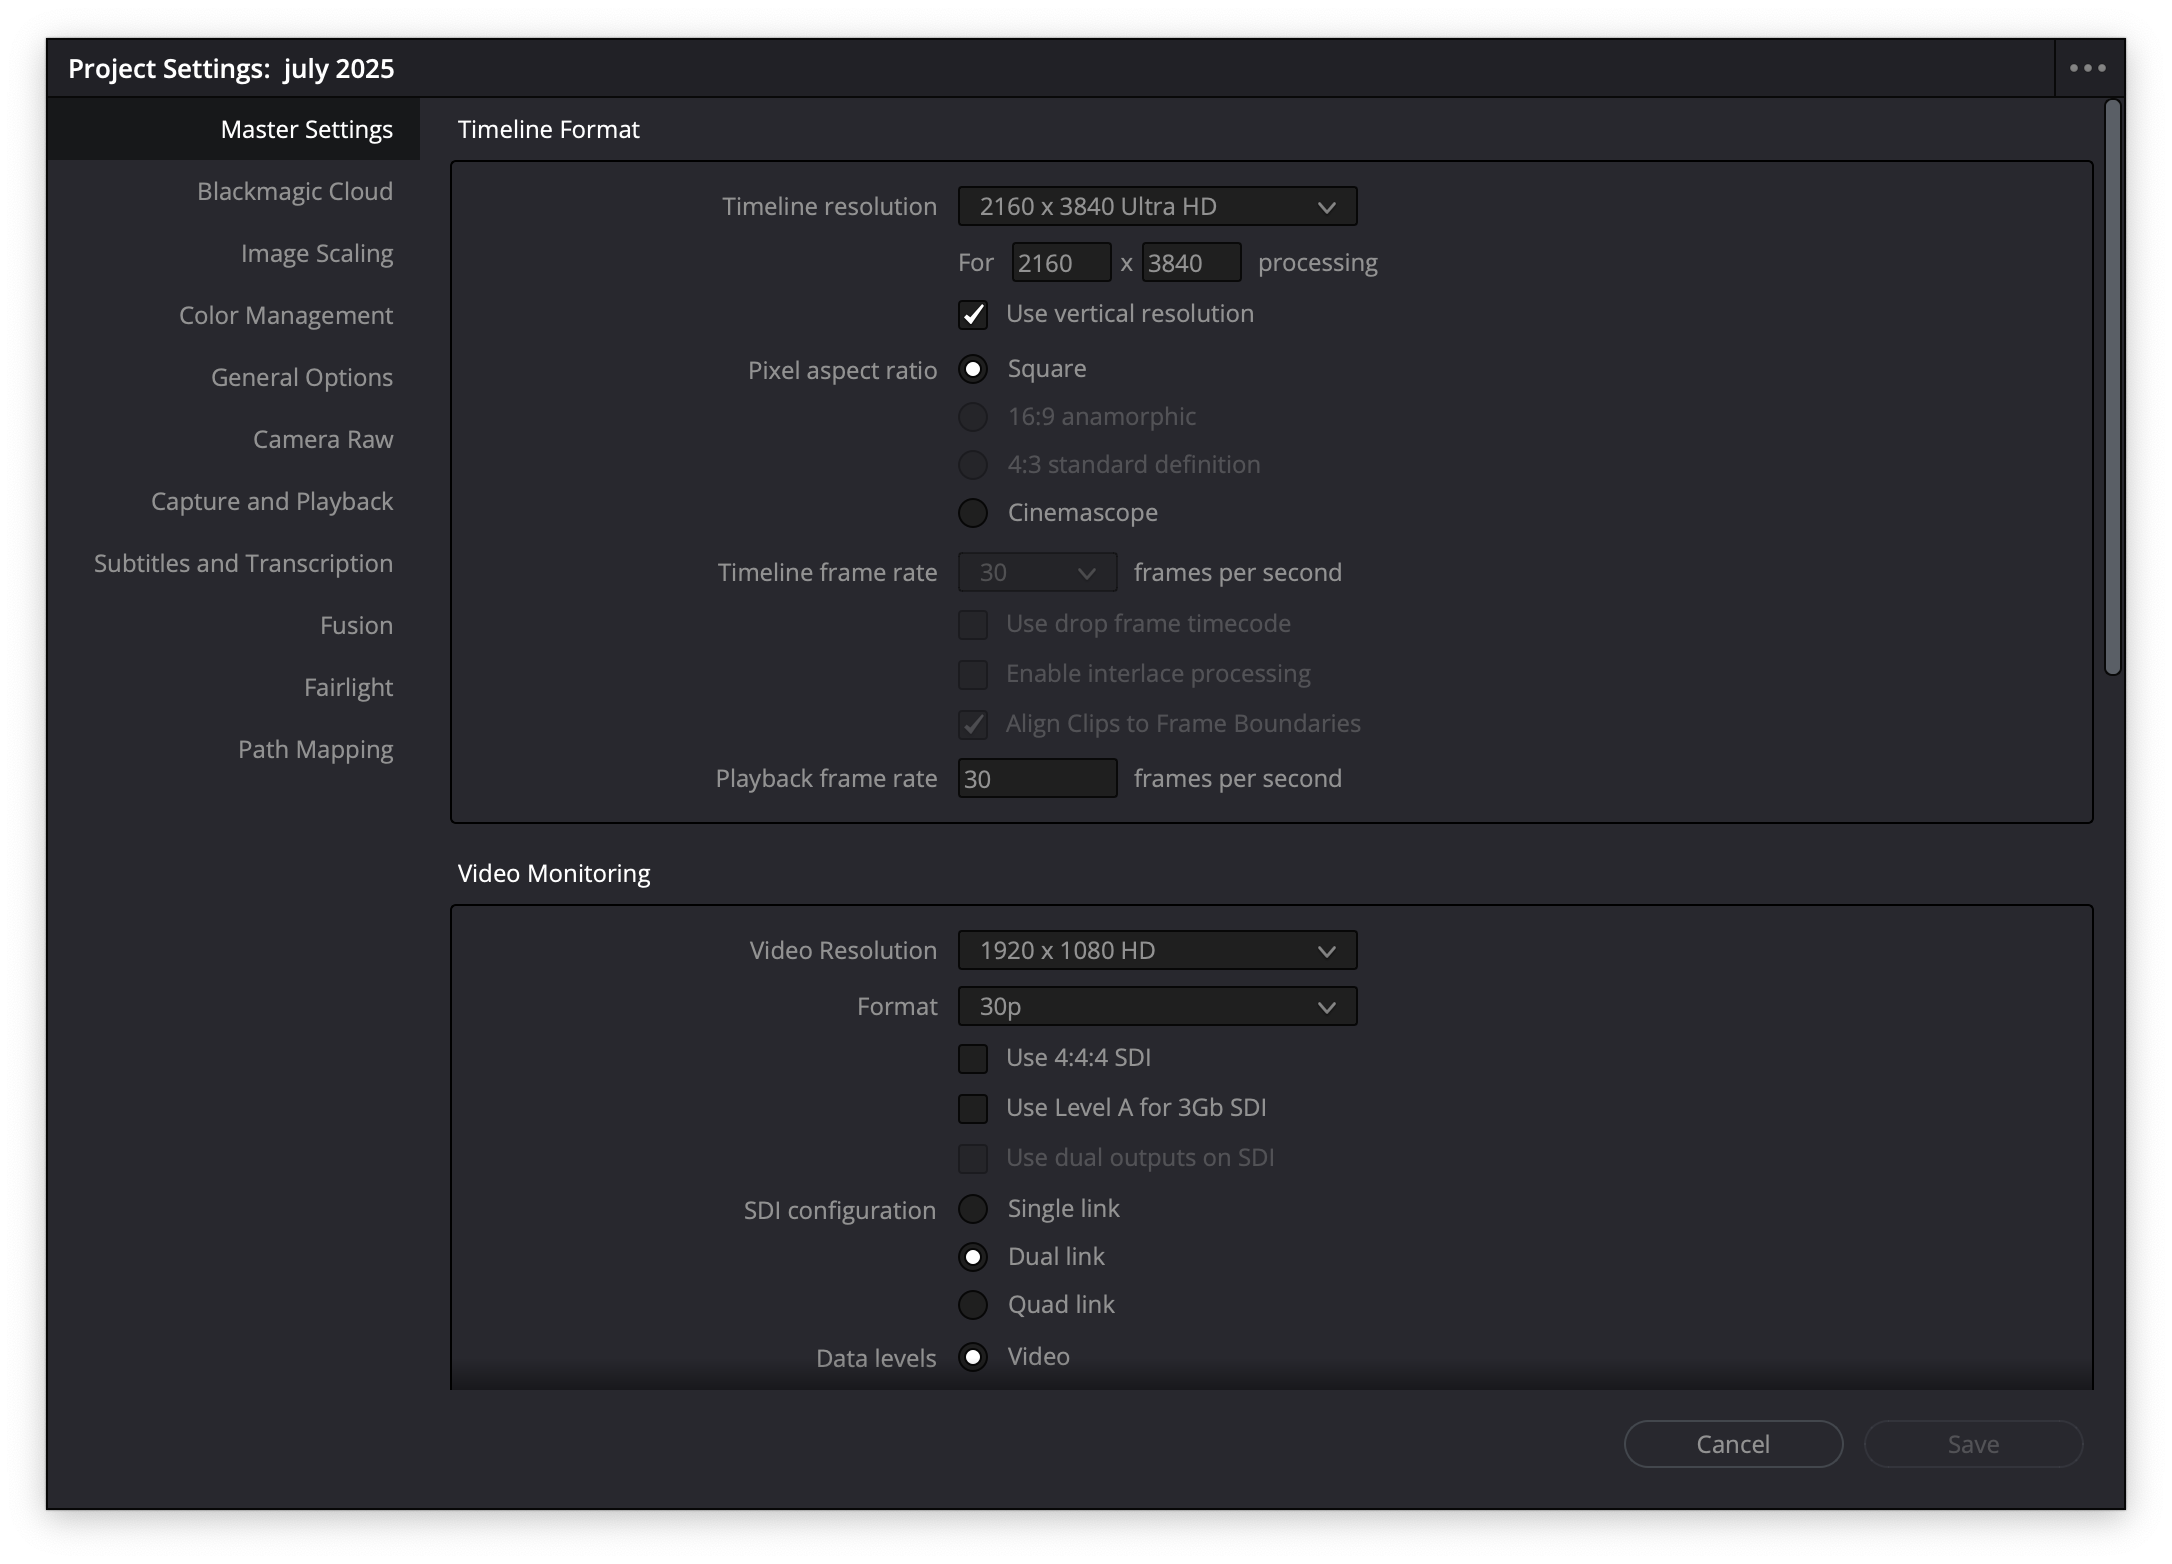 Project Settings: july 2025
Master Settings
Blackmagic Cloud
Image Scaling
Color Management
General Options
Camera Raw
Capture and Playback
Subtitles and Transcription
Fusion
Fairlight
Path Mapping
Timeline Format
Timeline resolution 2160 x 3840 Ultra HD
For 2160 x 3840 processing
Use vertical resolution
Pixel aspect ratio Square
16:9 anamorphic
4:3 standard definition
Cinemascope
Timeline frame rate 30 frames per second
Use drop frame timecode
Enable interlace processing
Align Clips to Frame Boundaries
Playback frame rate 30 frames per second
Video Monitoring
Video Resolution 1920 x 1080 HD
Format 30p
Use 4:4:4 SDI
Use Level A for 3Gb SDI
Use dual outputs on SDI
SDI configuration Single link
Dual link
Quad link
Data levels Video
Cancel Save